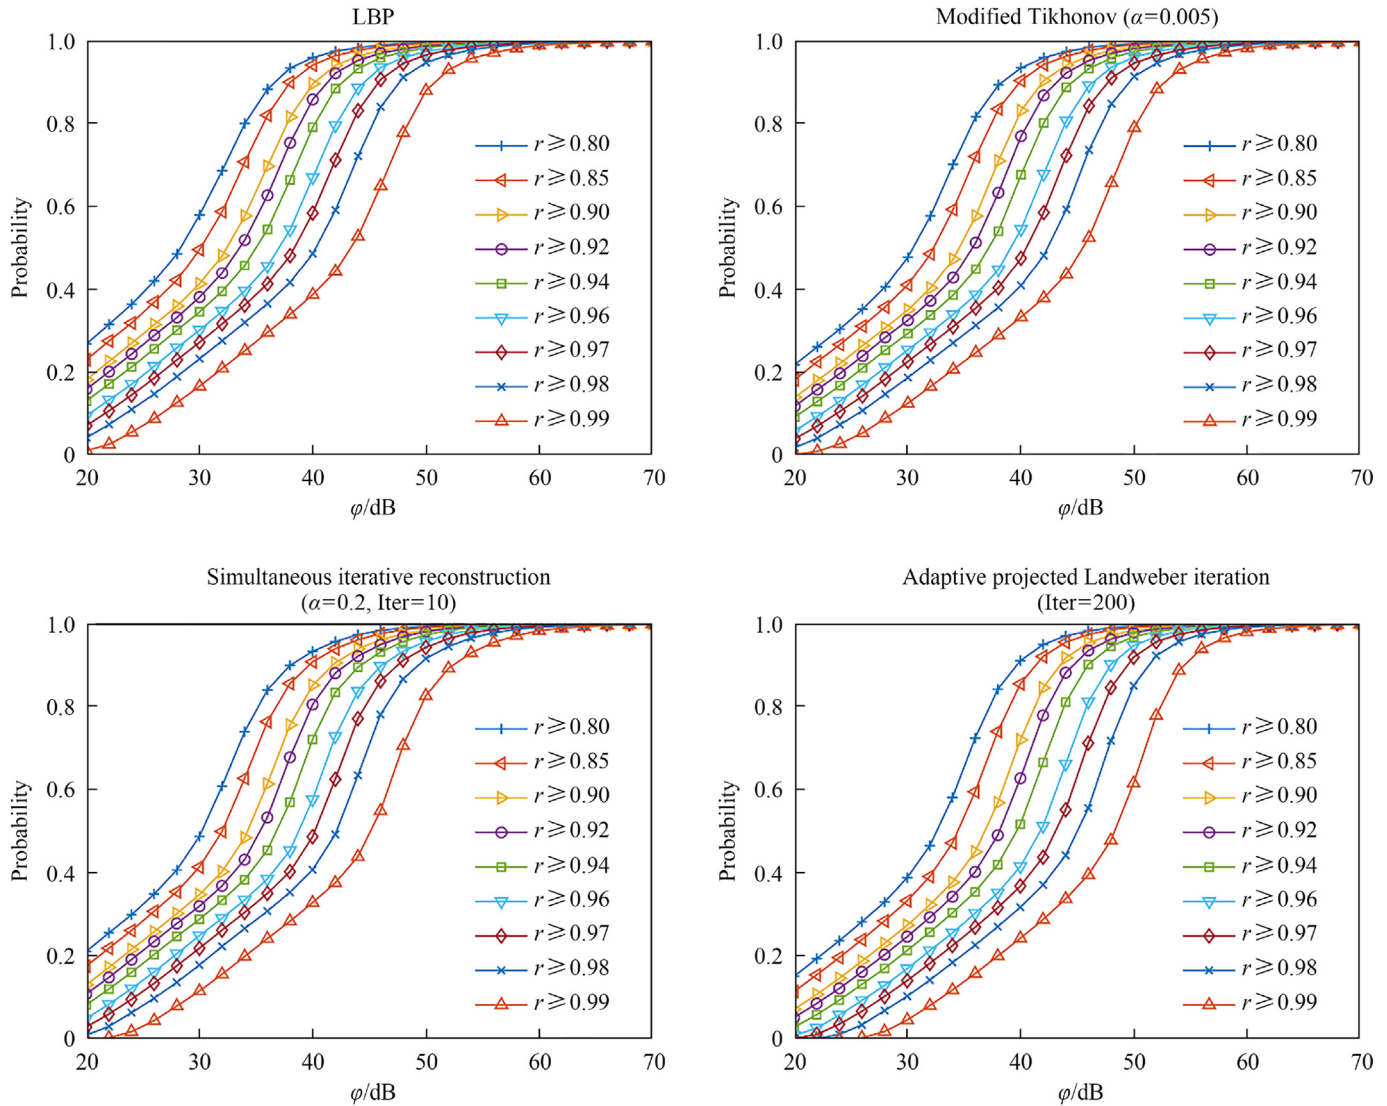 LBP
1.0
0.8
0.6
0.4
0.2
0
Probability
r⩾0.80
r⩾0.85
r⩾0.90
r⩾0.92
r⩾0.94
r⩾0.96
r⩾0.97
r⩾0.98
r⩾0.99
20 30 40 50 60 70
φ/dB
Modified Tikhonov (α=0.005)
1.0
0.8
0.6
0.4
0.2
0
Probability
r⩾0.80
r⩾0.85
r⩾0.90
r⩾0.92
r⩾0.94
r⩾0.96
r⩾0.97
r⩾0.98
r⩾0.99
20 30 40 50 60 70
φ/dB
Simultaneous iterative reconstruction
(α=0.2, Iter=10)
1.0
0.8
0.6
0.4
0.2
0
Probability
r⩾0.80
r⩾0.85
r⩾0.90
r⩾0.92
r⩾0.94
r⩾0.96
r⩾0.97
r⩾0.98
r⩾0.99
20 30 40 50 60 70
φ/dB
Adaptive projected Landweber iteration
(Iter=200)
1.0
0.8
0.6
0.4
0.2
0
Probability
r⩾0.80
r⩾0.85
r⩾0.90
r⩾0.92
r⩾0.94
r⩾0.96
r⩾0.97
r⩾0.98
r⩾0.99
20 30 40 50 60 70
φ/dB